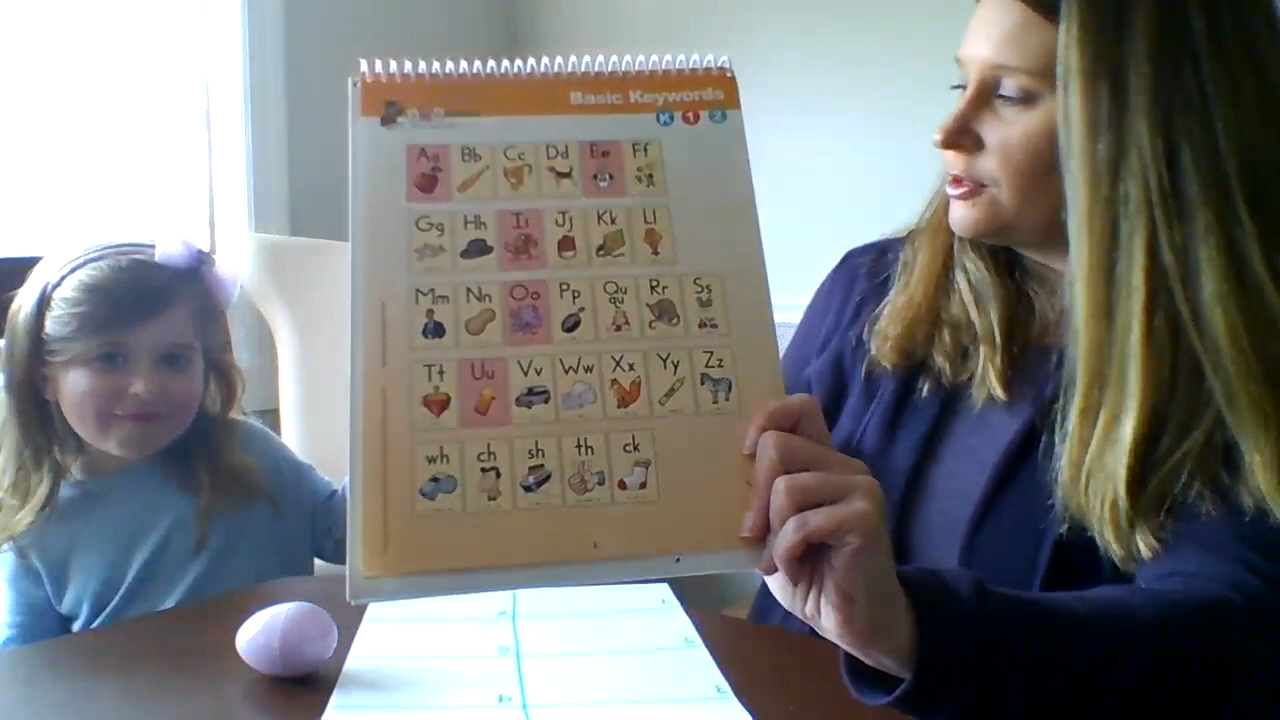 Basic Keywords
K 1 2
Aa Bb Cc Dd Ee Ff
Gg Hh Ii Jj Kk Ll
Mm Nn Oo Pp Qu qu Rr Ss
Tt Uu Vv Ww Xx Yy Zz
wh ch sh th ck